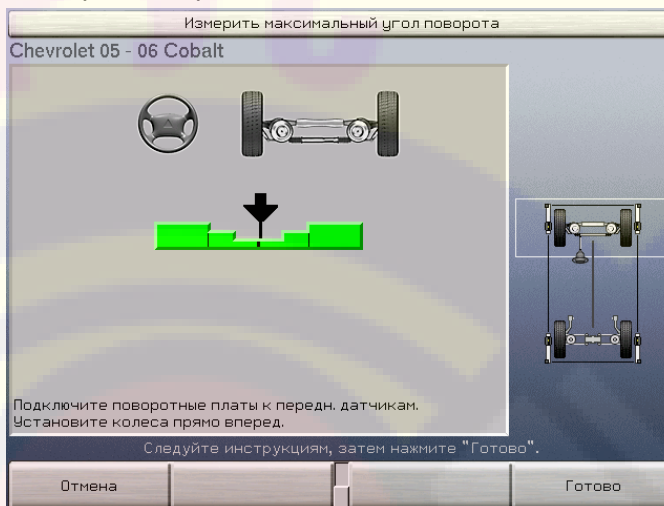 Измерить максимальный угол поворота
Chevrolet 05 - 06 Cobalt
Подключите поворотные платы к передн. датчикам.
Установите колеса прямо вперед.
Следуйте инструкциям, затем нажмите "Готово".
Отмена
Готово